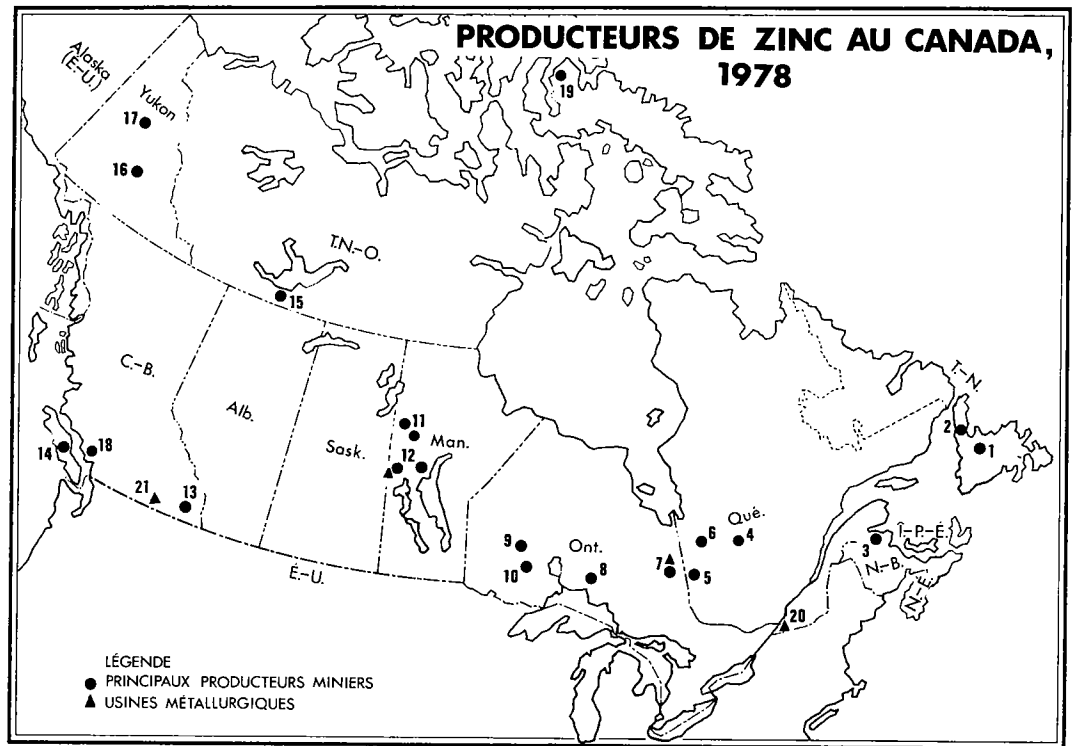 PRODUCTEURS DE ZINC AU CANADA,
1978
Alaska
(É.-U.)
Yukon
17
16
19
T.N.-O.
15
C.-B.
Alb.
Sask.
Man.
11
12
14
18
21
13
É.-U.
T.-N.
2
1
Qué.
6
4
9
Ont.
10
8
7
5
3
Î.-P.-É.
N.-B.
N.-É.
20
LÉGENDE
● PRINCIPAUX PRODUCTEURS MINIERS
▲ USINES MÉTALLURGIQUES